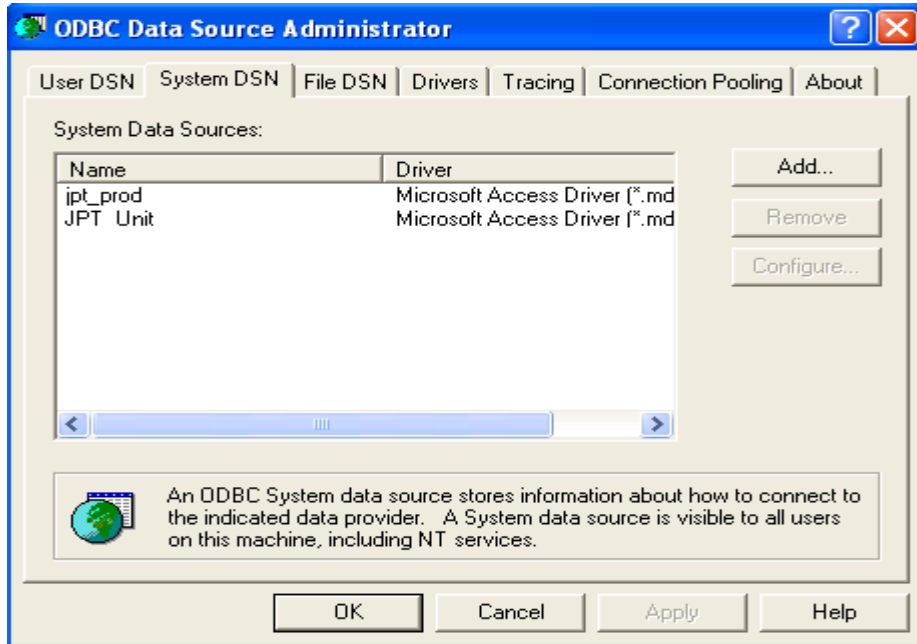 ODBC Data Source Administrator
User DSN System DSN File DSN Drivers Tracing Connection Pooling About
System Data Sources:
Name Driver
jpt_prod Microsoft Access Driver (*.md
JPT Unit Microsoft Access Driver (*.md
Add...
Remove
Configure...
An ODBC System data source stores information about how to connect to
the indicated data provider. A System data source is visible to all users
on this machine, including NT services.
OK Cancel Apply Help